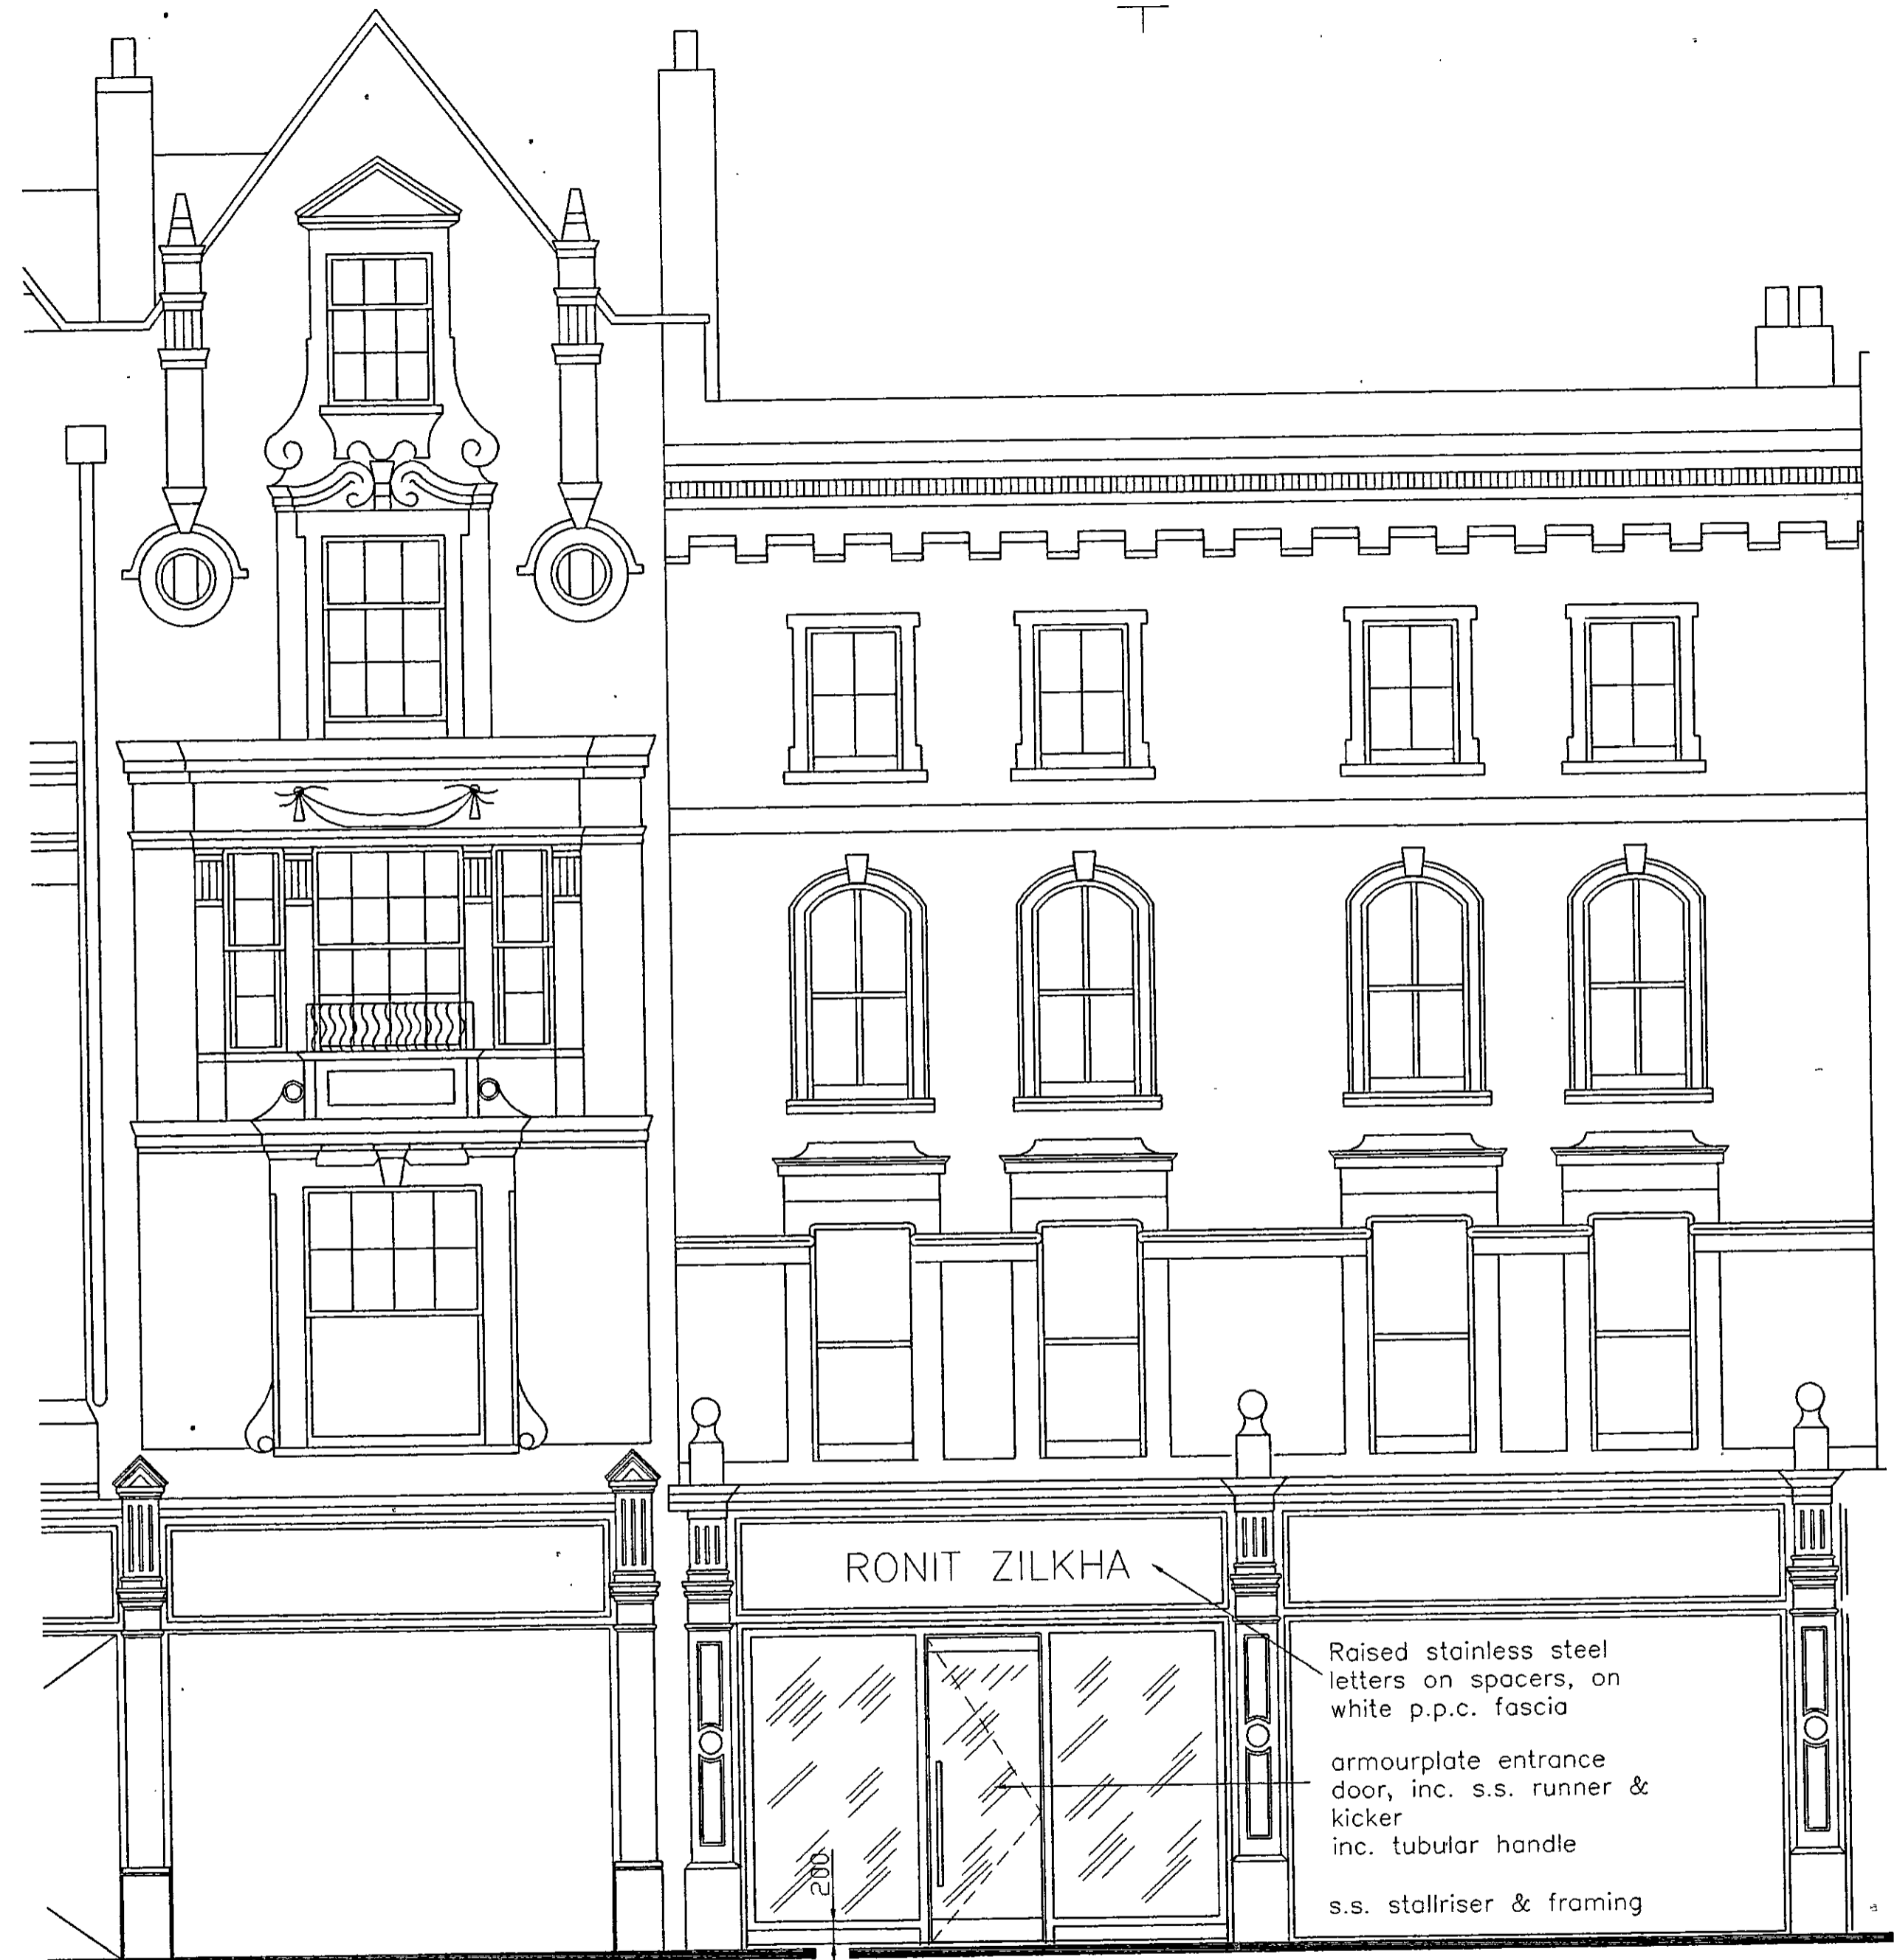 RONIT ZILKHA
Raised stainless steel
letters on spacers, on
white p.p.c. fascia
armourplate entrance
door, inc. s.s. runner &
kicker
inc. tubular handle
s.s. stallriser & framing
200